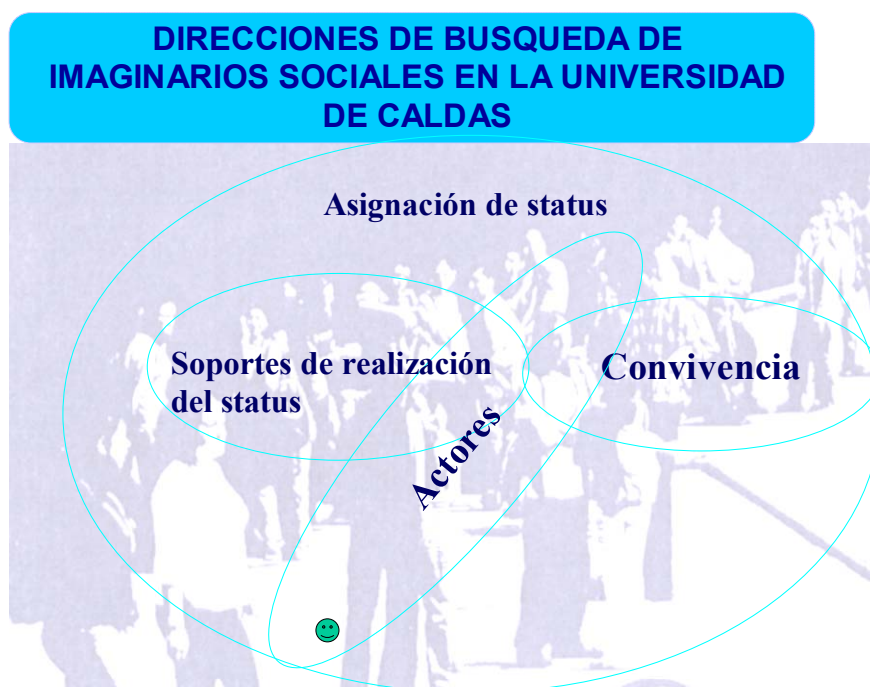 DIRECCIONES DE BUSQUEDA DE
IMAGINARIOS SOCIALES EN LA UNIVERSIDAD
DE CALDAS
Asignación de status
Soportes de realización
del status
Convivencia
Actores